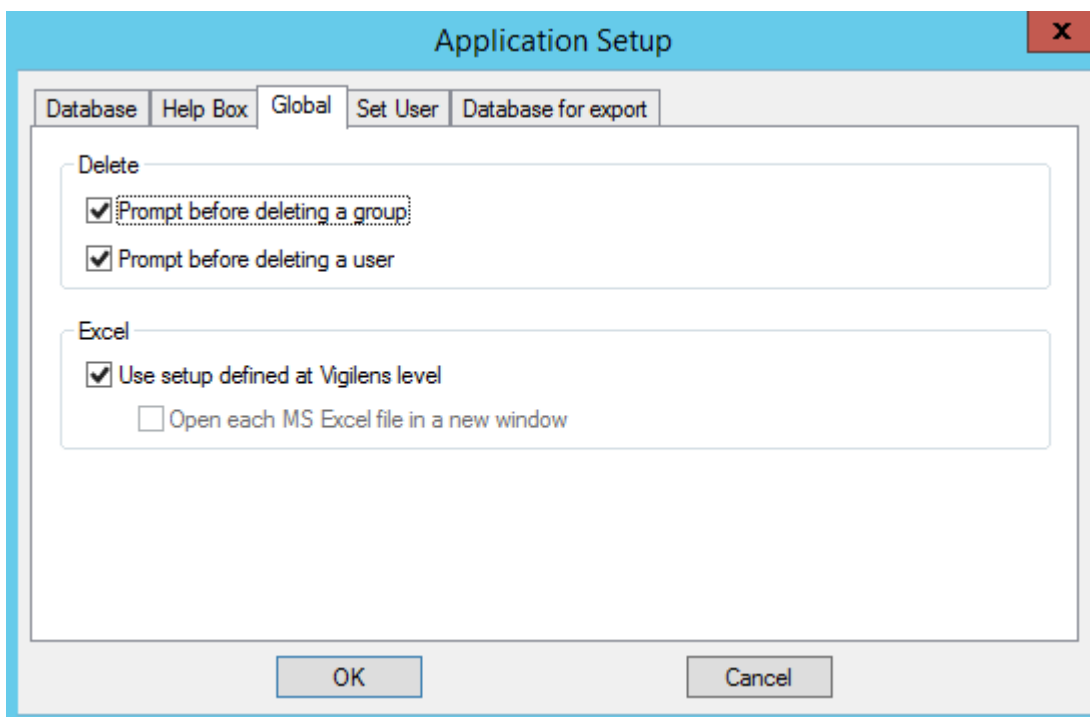 Application Setup
x
Database Help Box Global Set User Database for export
Delete
Prompt before deleting a group
Prompt before deleting a user
Excel
Use setup defined at Vigilens level
Open each MS Excel file in a new window
OK Cancel